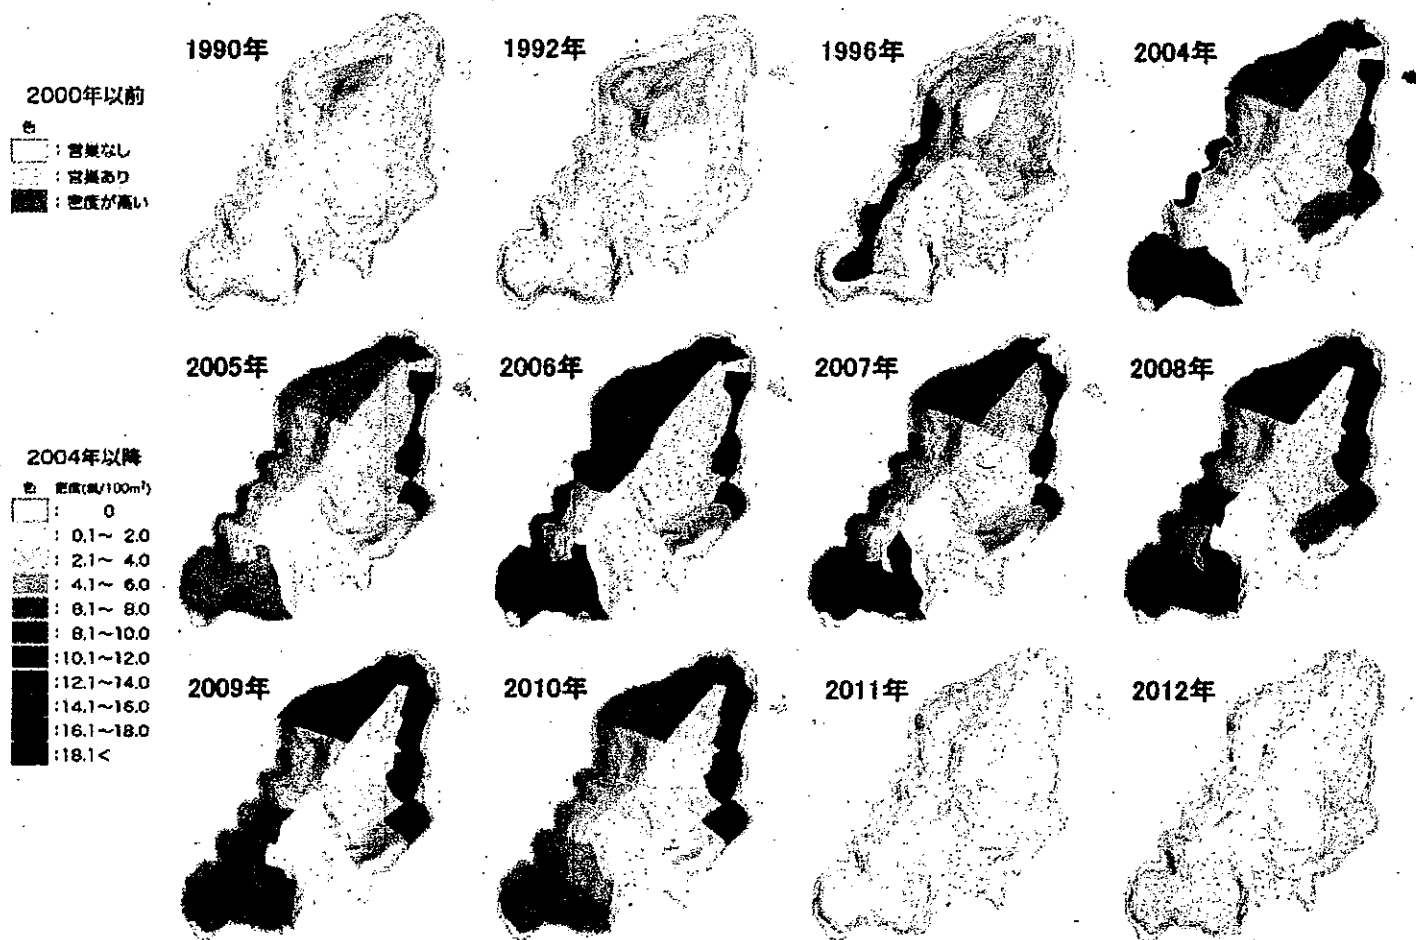 1990年
1992年
1996年
2004年
2000年以前
色
：営巣なし
：営巣あり
：密度が高い
2005年
2006年
2007年
2008年
2004年以降
色 密度(巣/100m²)
： 0
： 0.1～ 2.0
： 2.1～ 4.0
： 4.1～ 6.0
： 6.1～ 8.0
： 8.1～10.0
：10.1～12.0
：12.1～14.0
：14.1～16.0
：16.1～18.0
：18.1<
2009年
2010年
2011年
2012年